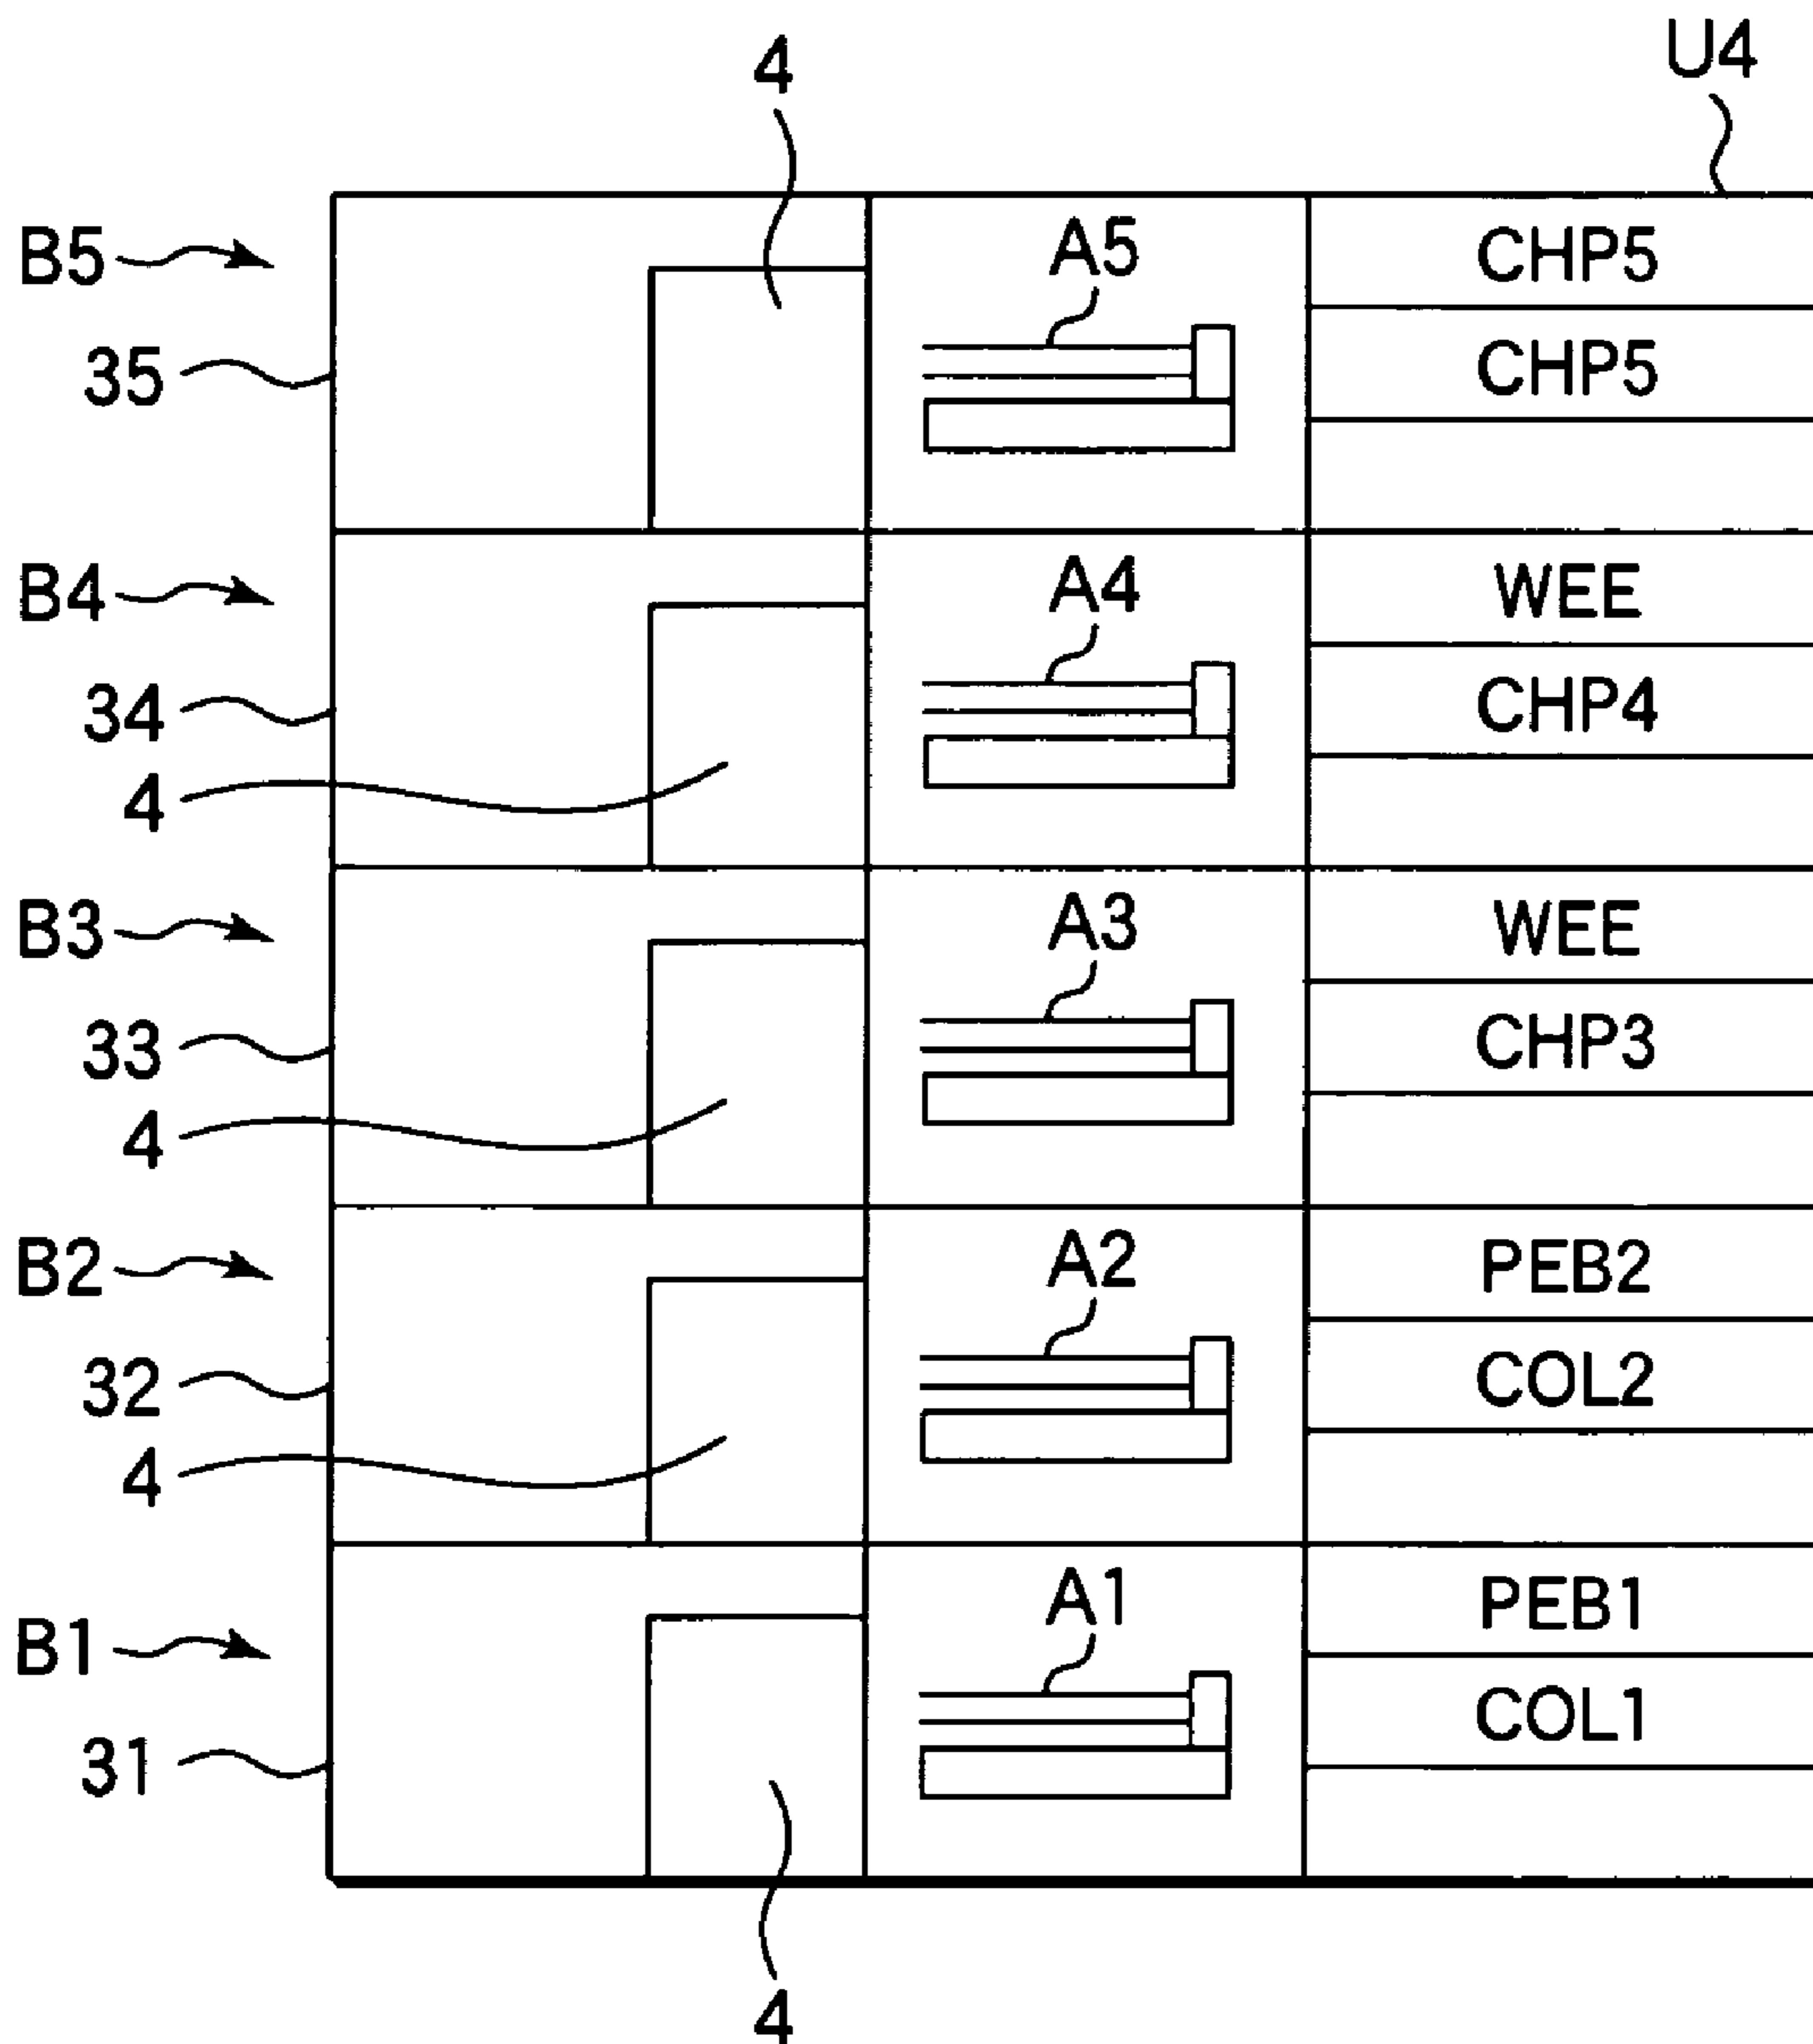 4 U4
B5 A5 CHP5
35 CHP5
B4 A4 WEE
34 CHP4
4
B3 A3 WEE
33 CHP3
4
B2 A2 PEB2
32 COL2
4
B1 A1 PEB1
31 COL1
4